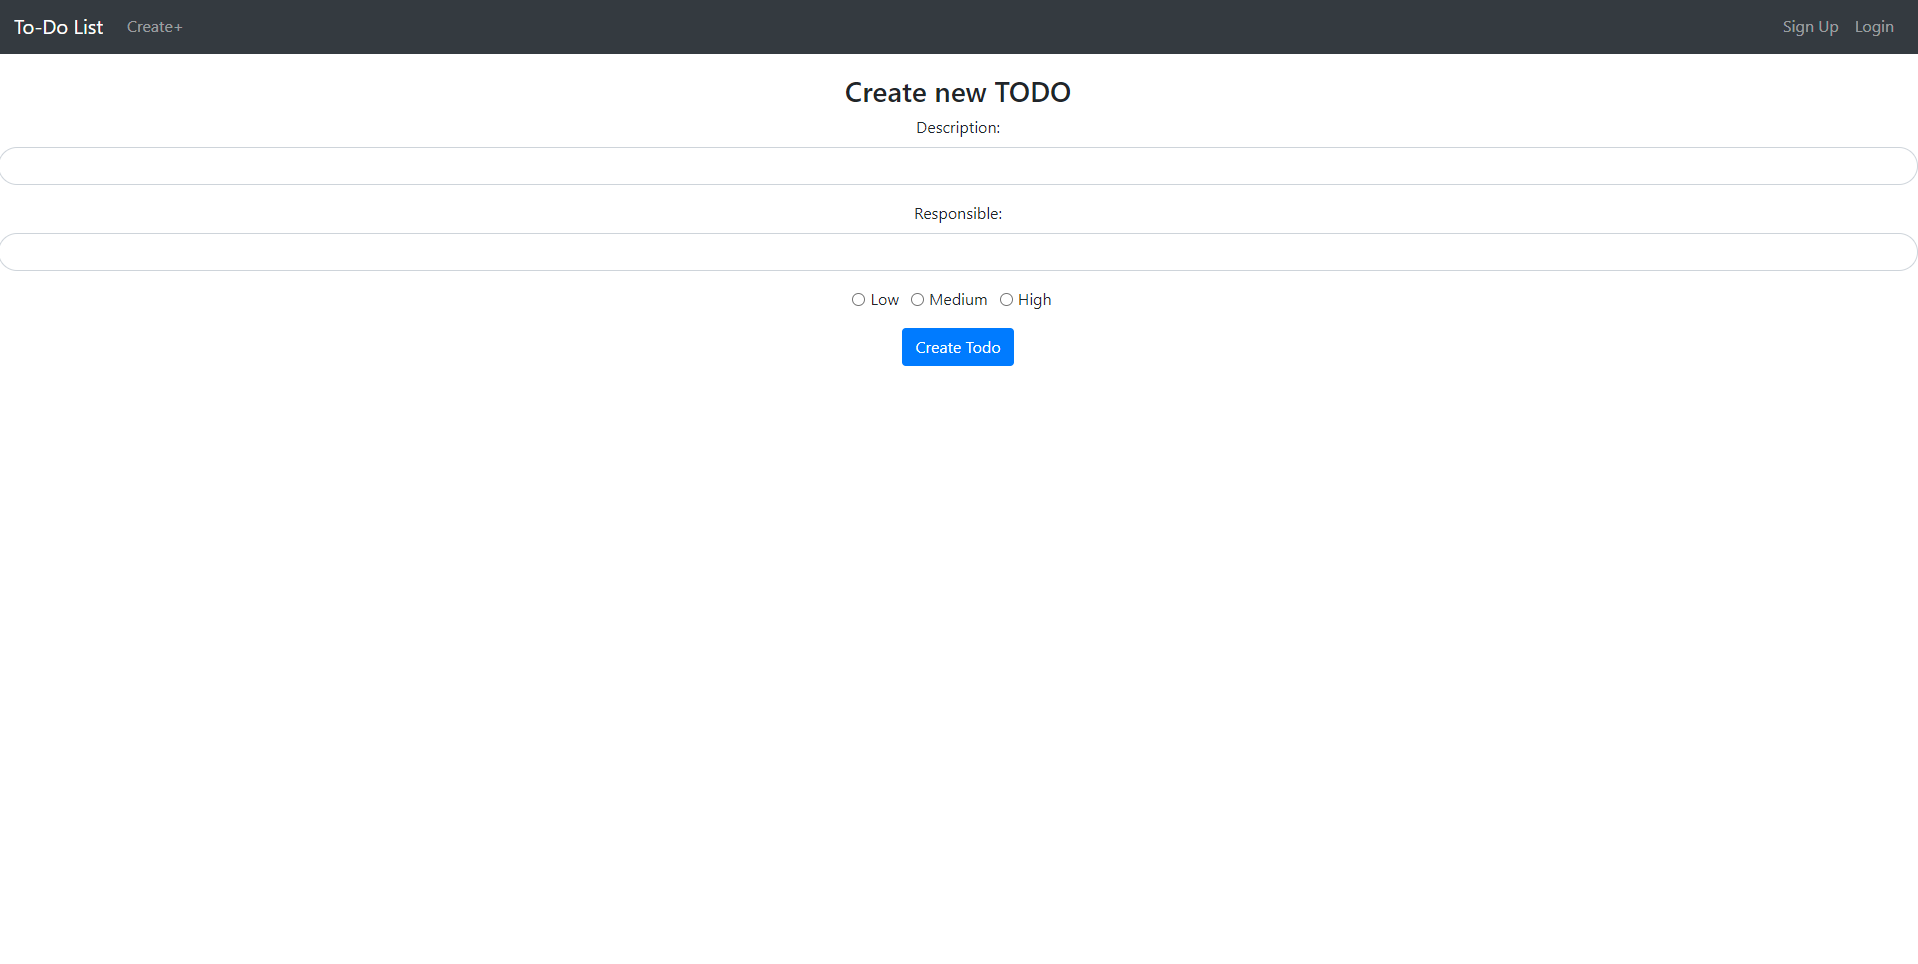 To-Do List Create+ Sign Up Login
Create new TODO
Description:
Responsible:
Low Medium High
Create Todo